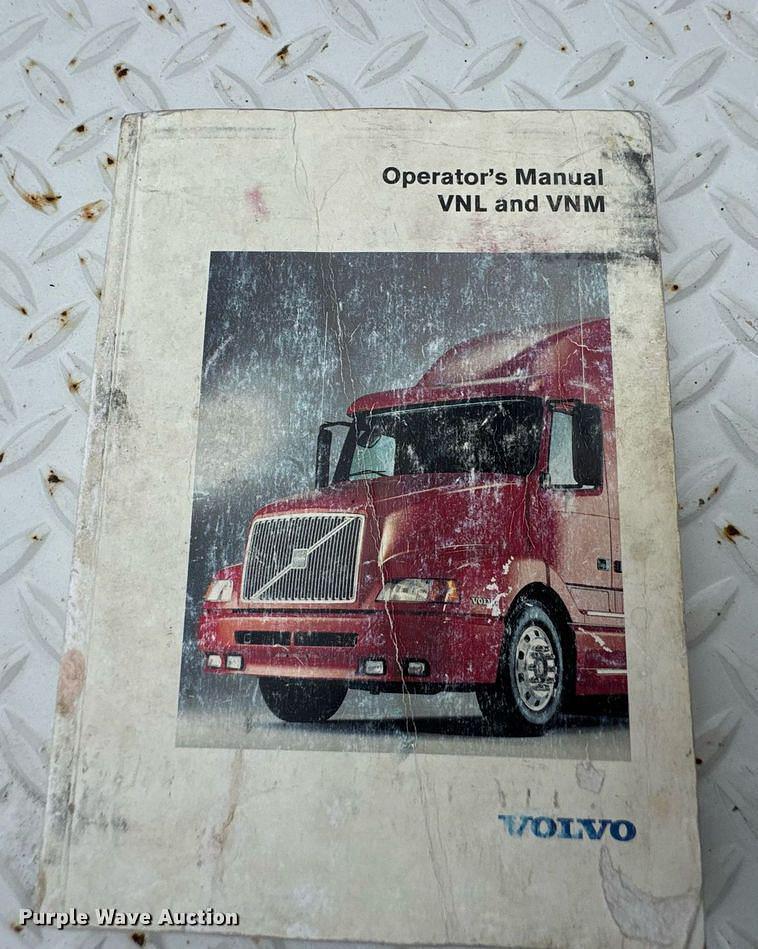 Operator's Manual
VNL and VNM
VOLVO
Purple Wave Auction